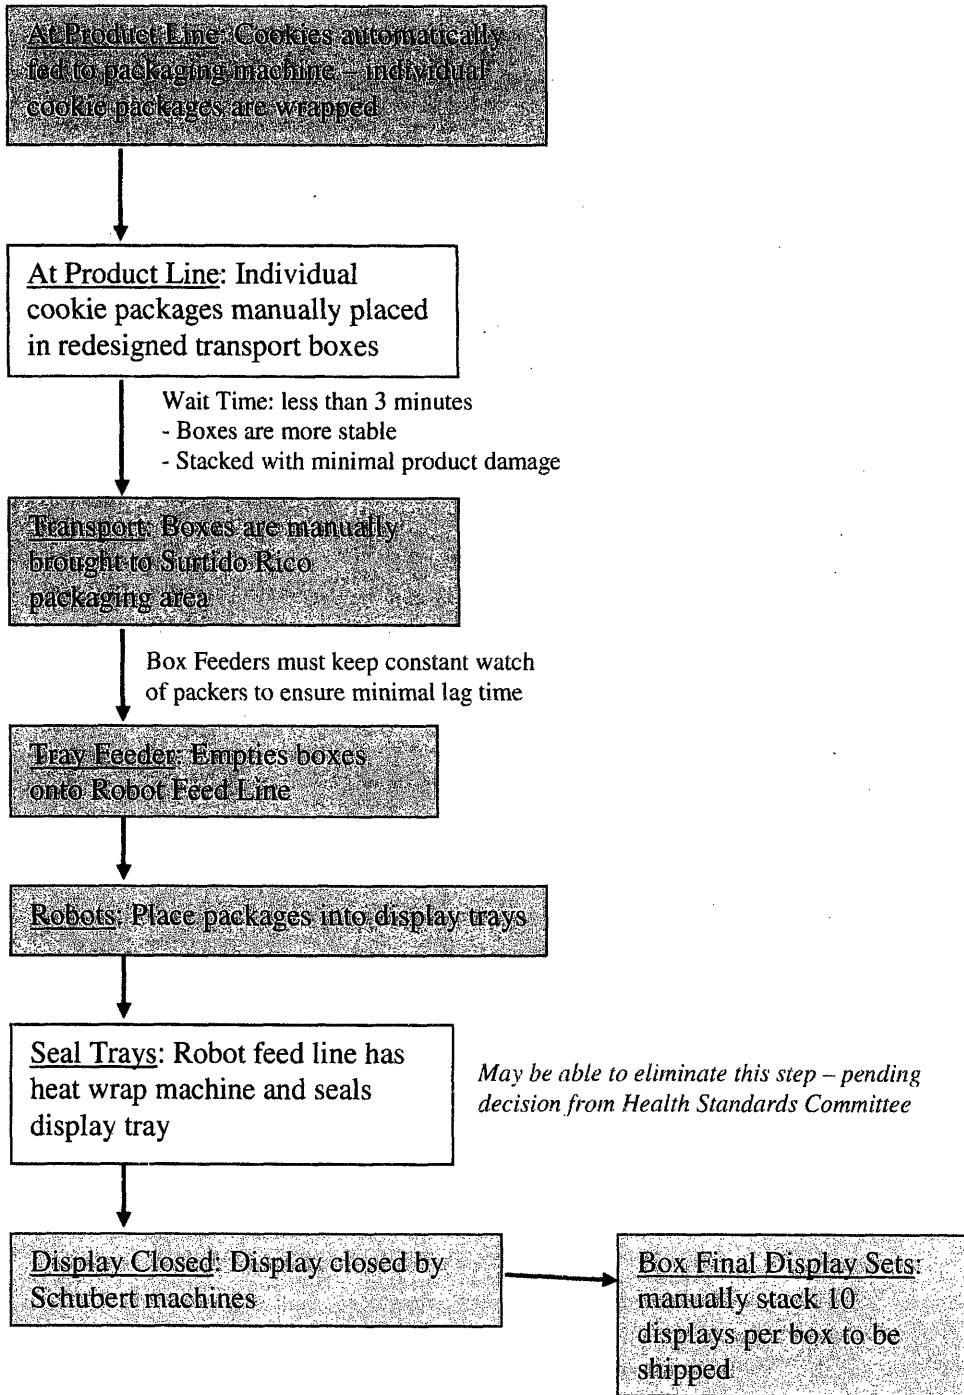 At Product Line: Cookies automatically
fed to packaging machine – individual
cookie packages are wrapped
At Product Line: Individual
cookie packages manually placed
in redesigned transport boxes
Wait Time: less than 3 minutes
- Boxes are more stable
- Stacked with minimal product damage
Transport: Boxes are manually
brought to Surtido Rico
packaging area
Box Feeders must keep constant watch
of packers to ensure minimal lag time
Tray Feeder: Empties boxes
onto Robot Feed Line
Robots: Place packages into display trays
Seal Trays: Robot feed line has
heat wrap machine and seals
display tray
May be able to eliminate this step – pending
decision from Health Standards Committee
Display Closed: Display closed by
Schubert machines
Box Final Display Sets:
manually stack 10
displays per box to be
shipped